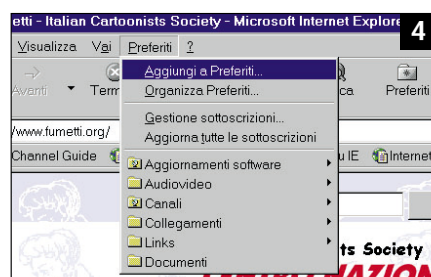 etti - Italian Cartoonists Society - Microsoft Internet Explore
4
Visualizza Vai Preferiti ?
Avanti Term ca Preferiti
Aggiungi a Preferiti...
Organizza Preferiti...
Gestione sottoscrizioni...
Aggiorna tutte le sottoscrizioni
Aggiornamenti software
Audiovideo
Canali
Collegamenti
Links
Documenti
/www.fumetti.org/
Channel Guide u IE Internet
ts Society